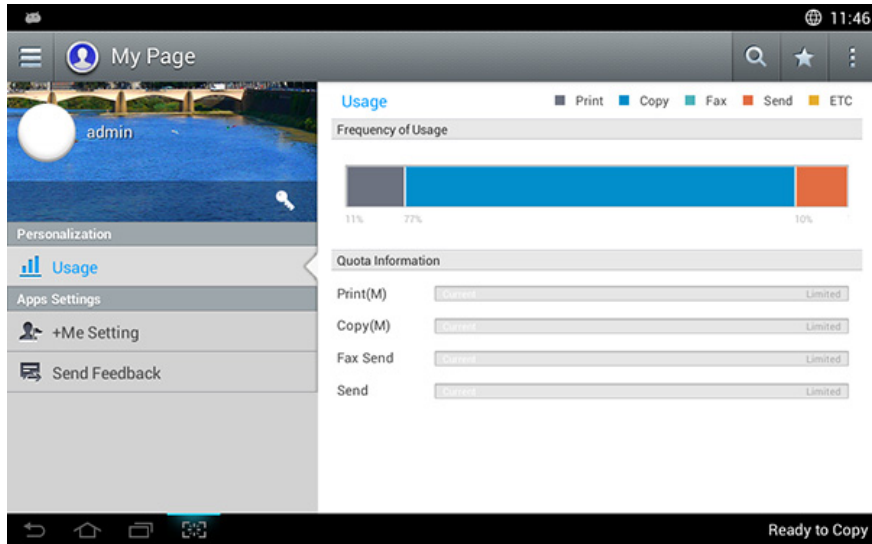 11:46
My Page
admin
Personalization
Usage
Apps Settings
+Me Setting
Send Feedback
Usage
Print Copy Fax Send ETC
Frequency of Usage
11% 77% 10%
Quota Information
Print(M) Current Limited
Copy(M) Current Limited
Fax Send Current Limited
Send Current Limited
Ready to Copy